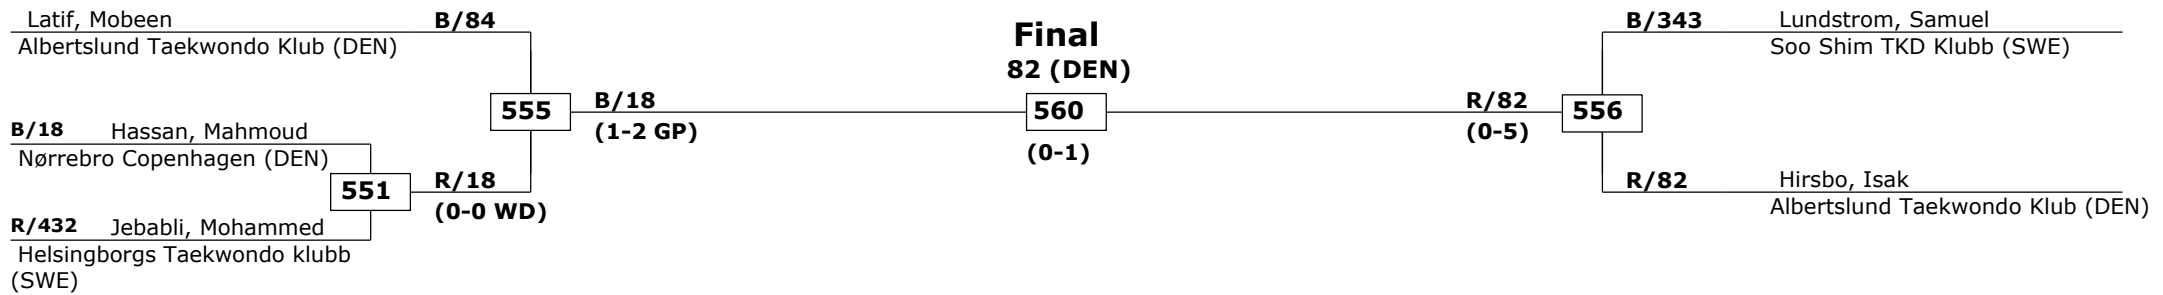 Latif, Mobeen
B/84
Albertslund Taekwondo Klub (DEN)
B/18 Hassan, Mahmoud
Nørrebro Copenhagen (DEN)
R/432 Jebabli, Mohammed
Helsingborgs Taekwondo klubb
(SWE)
551
R/18
(0-0 WD)
555
B/18
(1-2 GP)
Final
82 (DEN)
560
(0-1)
R/82
(0-5)
556
B/343 Lundstrom, Samuel
Soo Shim TKD Klubb (SWE)
R/82 Hirsbo, Isak
Albertslund Taekwondo Klub (DEN)